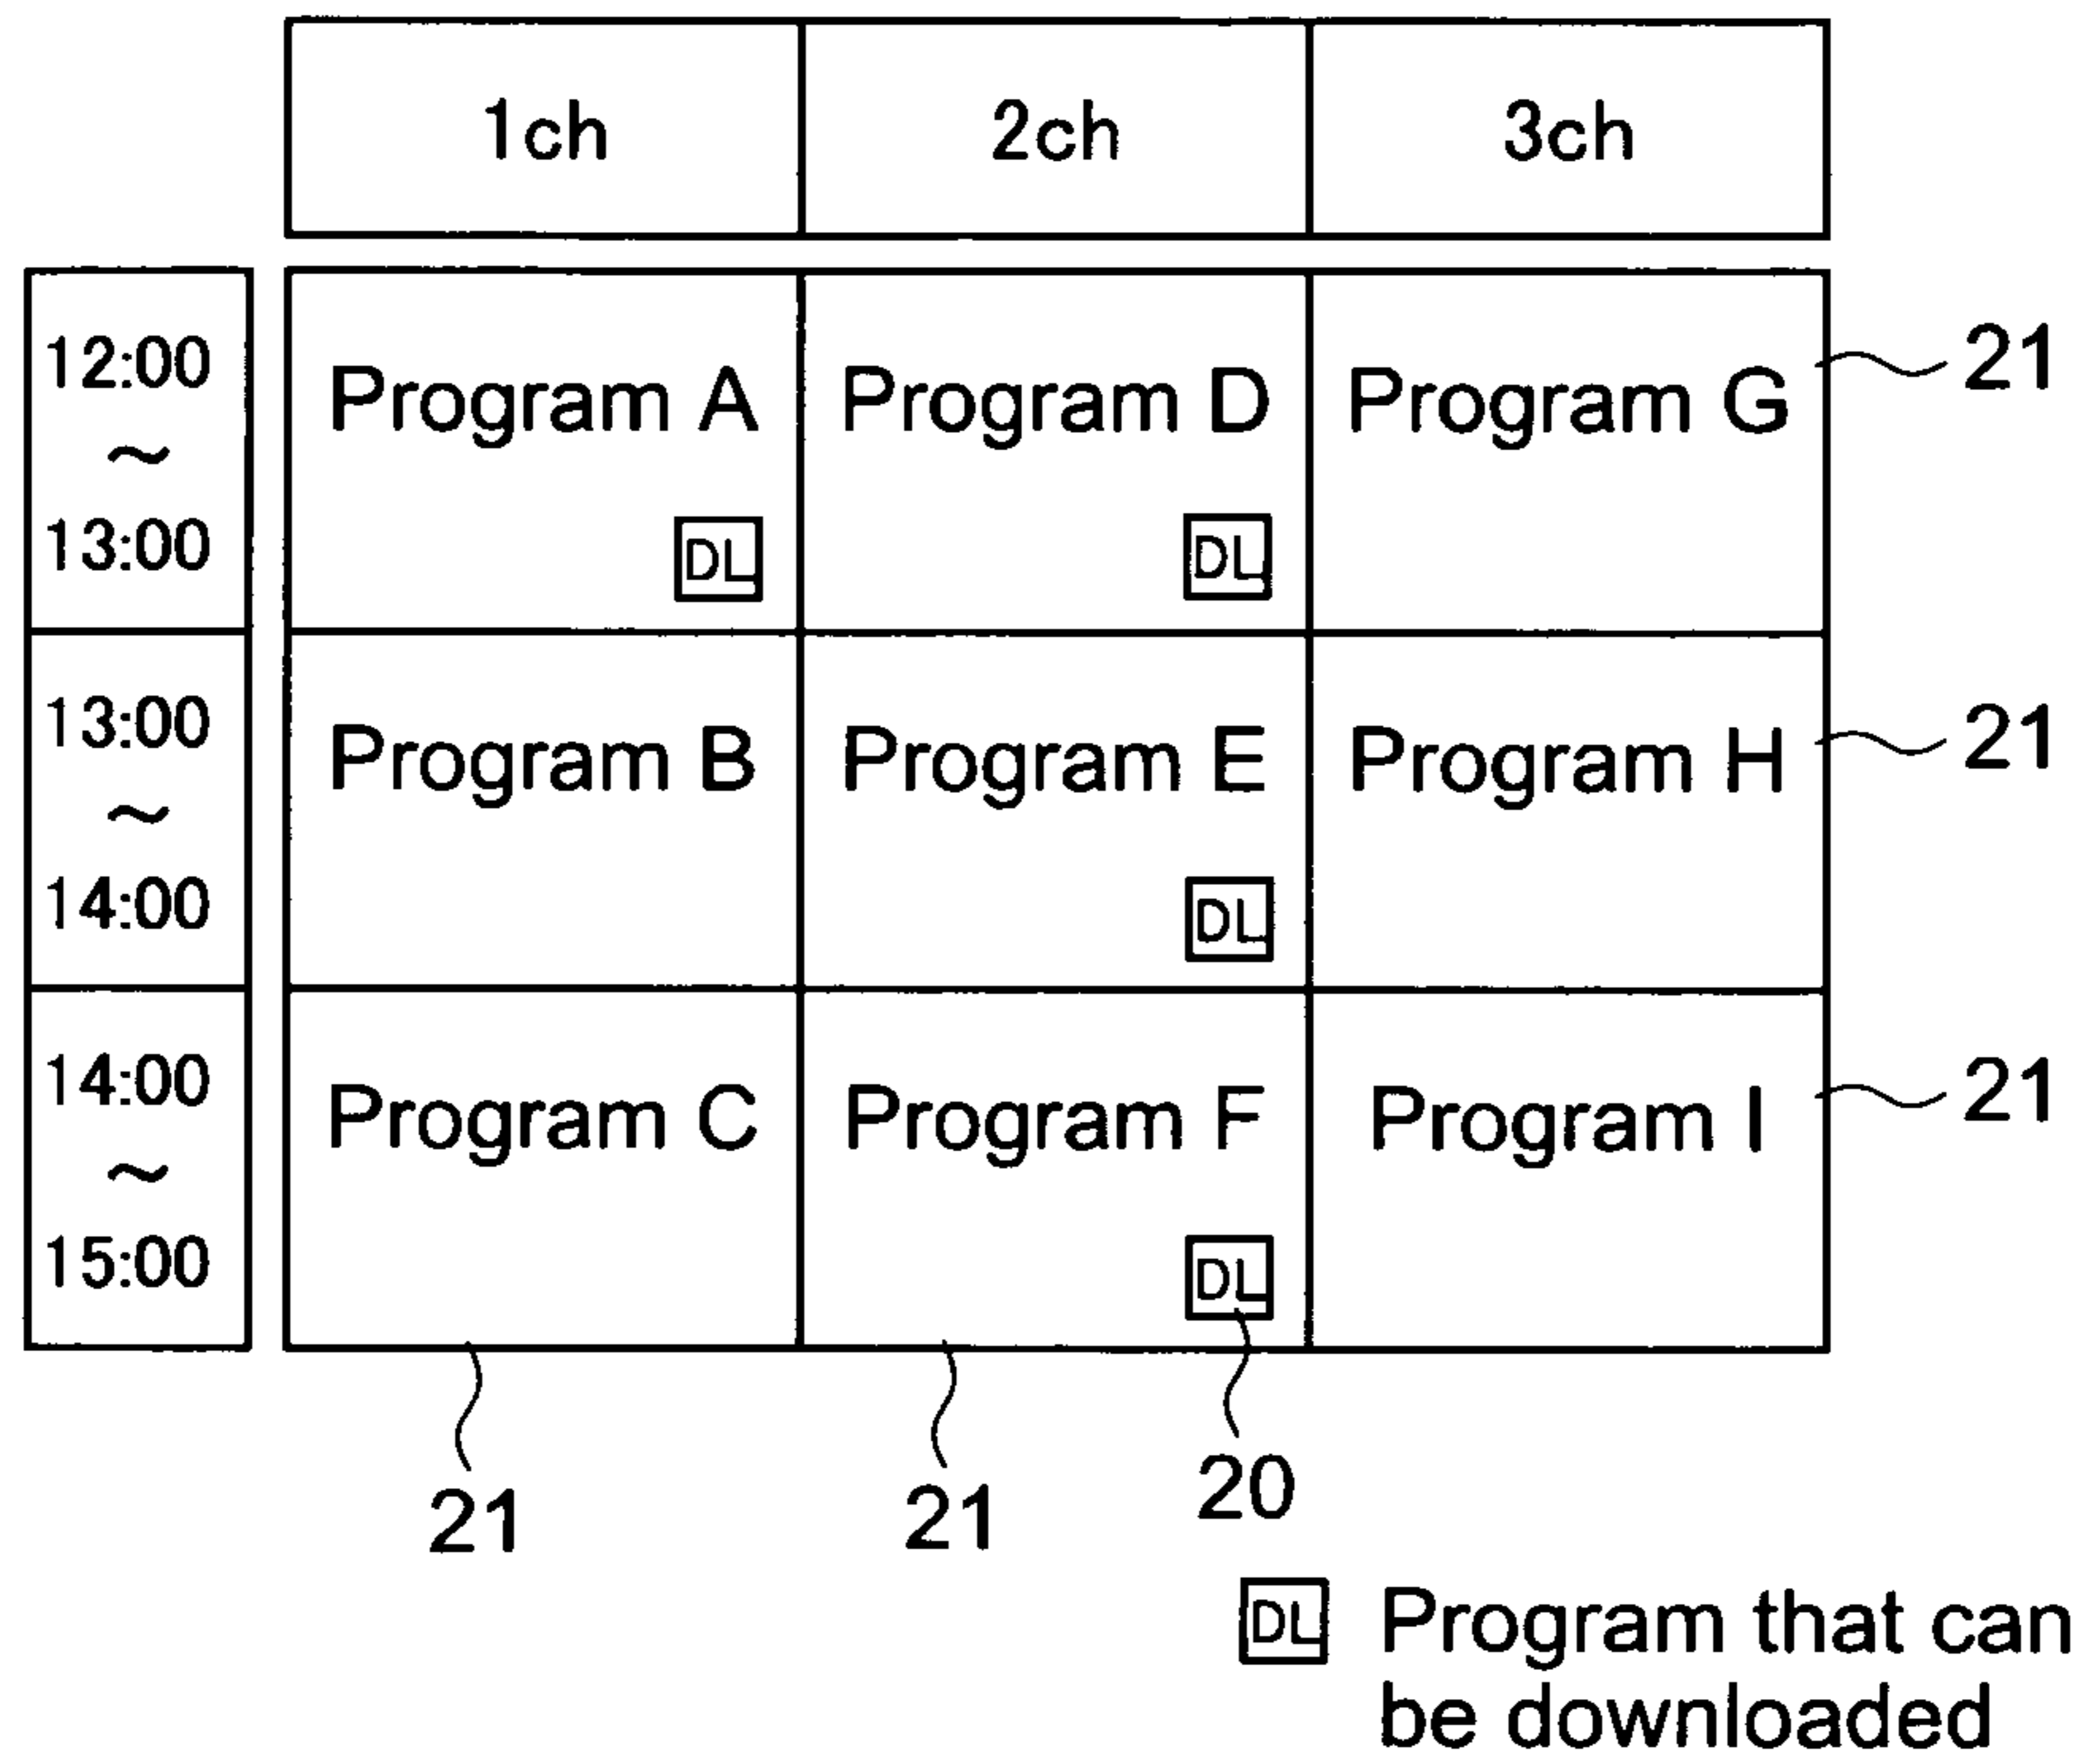 1ch 2ch 3ch
12:00
~
13:00
Program A Program D Program G 21
DL DL
13:00
~
14:00
Program B Program E Program H 21
DL
14:00
~
15:00
Program C Program F Program I 21
DL
21 21 20
DL Program that can
be downloaded